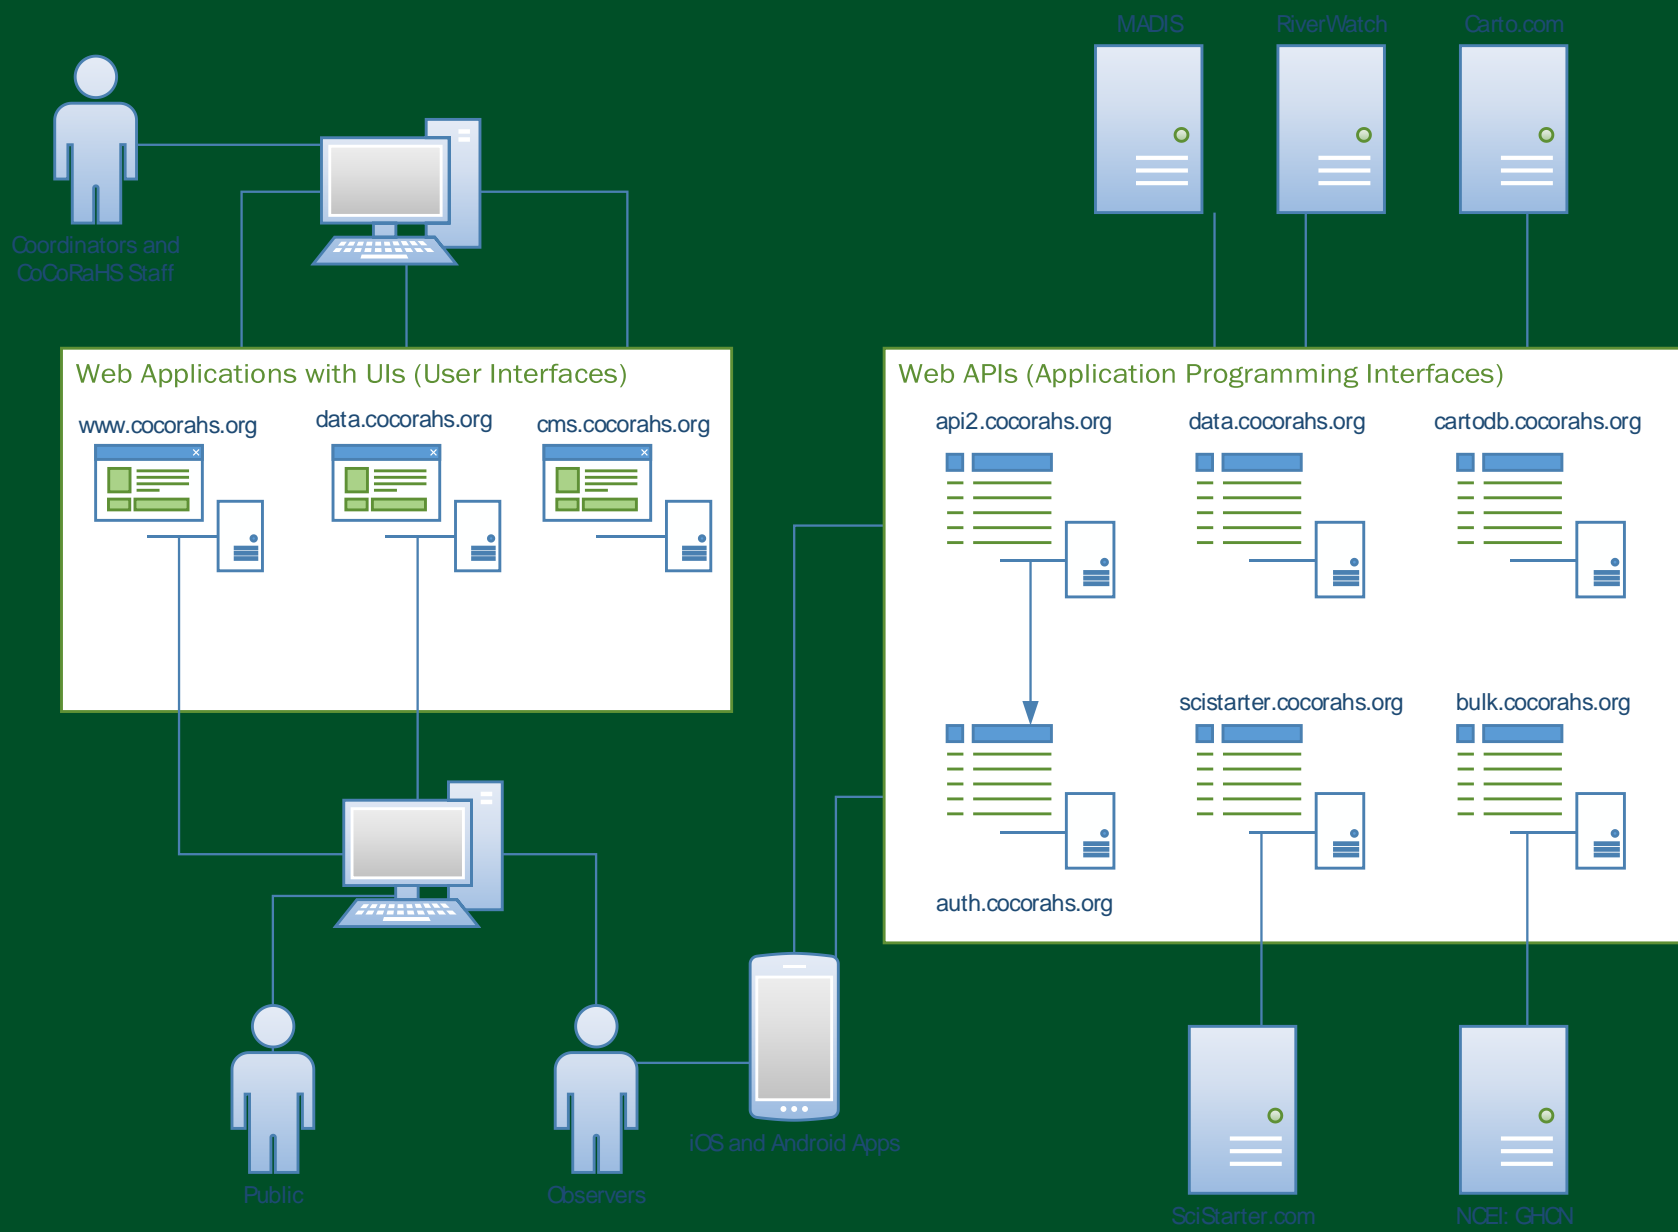 MADIS
RiverWatch
Carto.com
Coordinators and
CoCoRaHS Staff
Web Applications with UIs (User Interfaces)
www.cocorahs.org
data.cocorahs.org
cms.cocorahs.org
Web APIs (Application Programming Interfaces)
api2.cocorahs.org
data.cocorahs.org
cartodb.cocorahs.org
scistarter.cocorahs.org
bulk.cocorahs.org
auth.cocorahs.org
iOS and Android Apps
Public
Observers
SciStarter.com
NCEI: GHCN